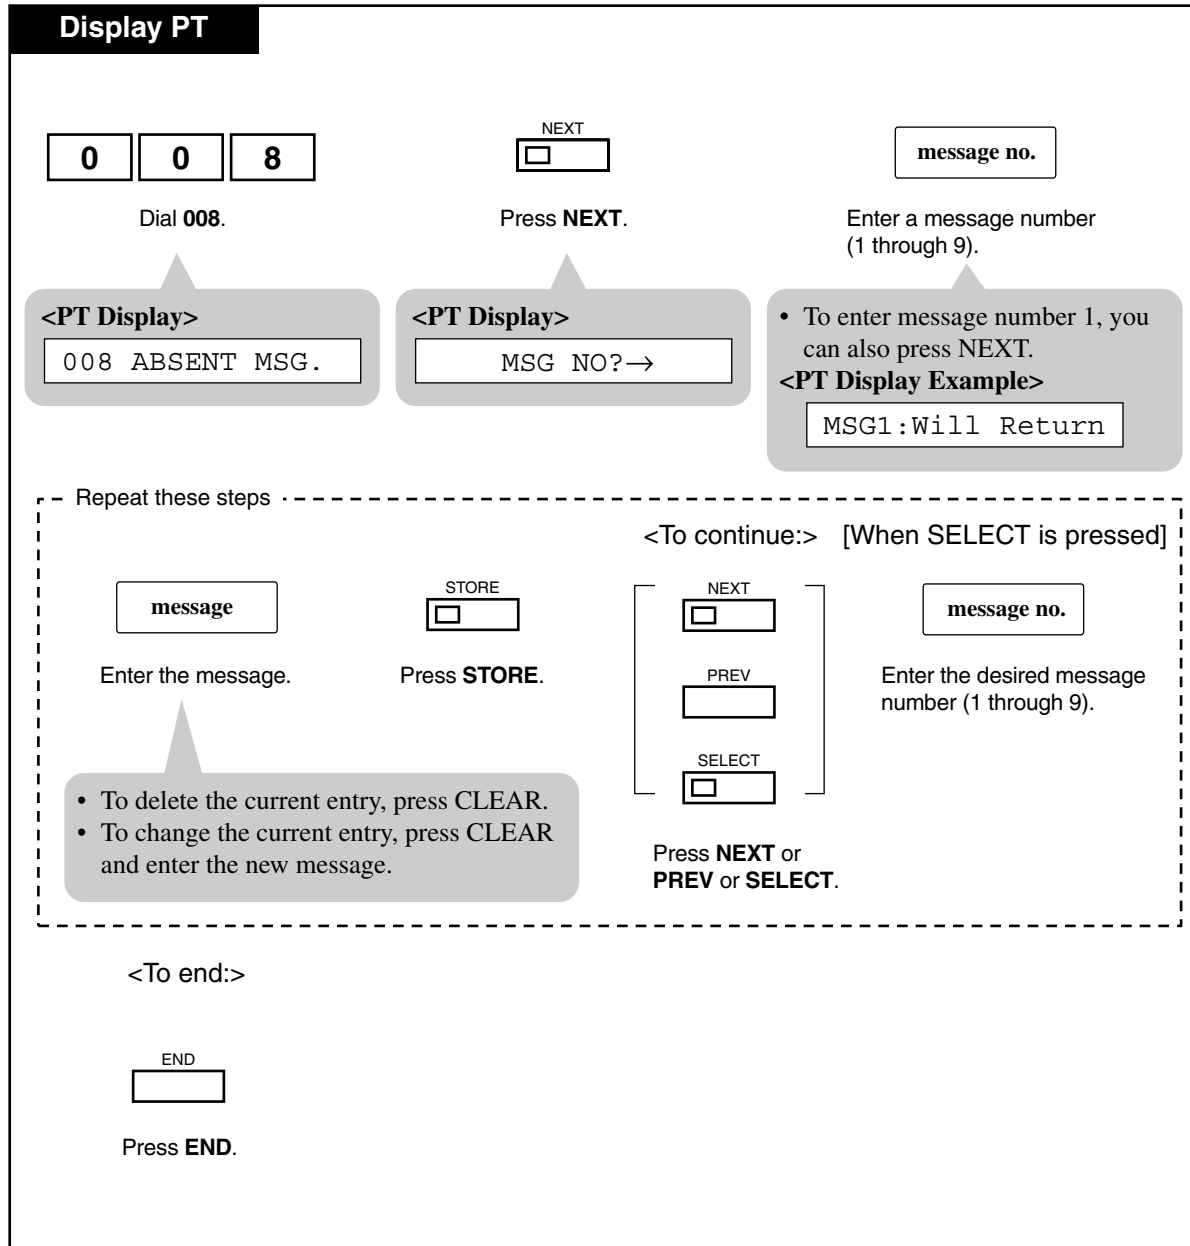 Display PT
0 0 8
NEXT
message no.
Dial 008.
Press NEXT.
Enter a message number
(1 through 9).
<PT Display>
008 ABSENT MSG.
<PT Display>
MSG NO?→
• To enter message number 1, you
can also press NEXT.
<PT Display Example>
MSG1:Will Return
Repeat these steps
<To continue:> [When SELECT is pressed]
message
STORE
NEXT
message no.
Enter the message.
Press STORE.
PREV
Enter the desired message
number (1 through 9).
SELECT
• To delete the current entry, press CLEAR.
• To change the current entry, press CLEAR
and enter the new message.
Press NEXT or
PREV or SELECT.
<To end:>
END
Press END.